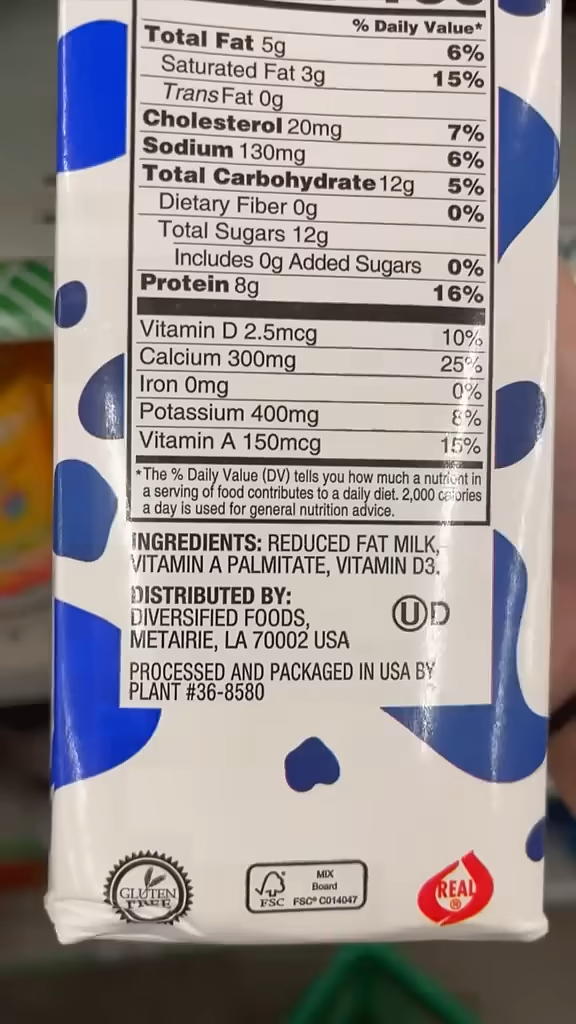 % Daily Value*
Total Fat 5g 6%
Saturated Fat 3g 15%
Trans Fat 0g
Cholesterol 20mg 7%
Sodium 130mg 6%
Total Carbohydrate 12g 5%
Dietary Fiber 0g 0%
Total Sugars 12g
Includes 0g Added Sugars 0%
Protein 8g 16%
Vitamin D 2.5mcg 10%
Calcium 300mg 25%
Iron 0mg 0%
Potassium 400mg 8%
Vitamin A 150mcg 15%
*The % Daily Value (DV) tells you how much a nutrient in
a serving of food contributes to a daily diet. 2,000 calories
a day is used for general nutrition advice.
INGREDIENTS: REDUCED FAT MILK,
VITAMIN A PALMITATE, VITAMIN D3.
DISTRIBUTED BY:
DIVERSIFIED FOODS,
METAIRIE, LA 70002 USA
UD
PROCESSED AND PACKAGED IN USA BY
PLANT #36-8580
GLUTEN
FREE
FSC
MIX
Board
FSC® C014047
REAL
®